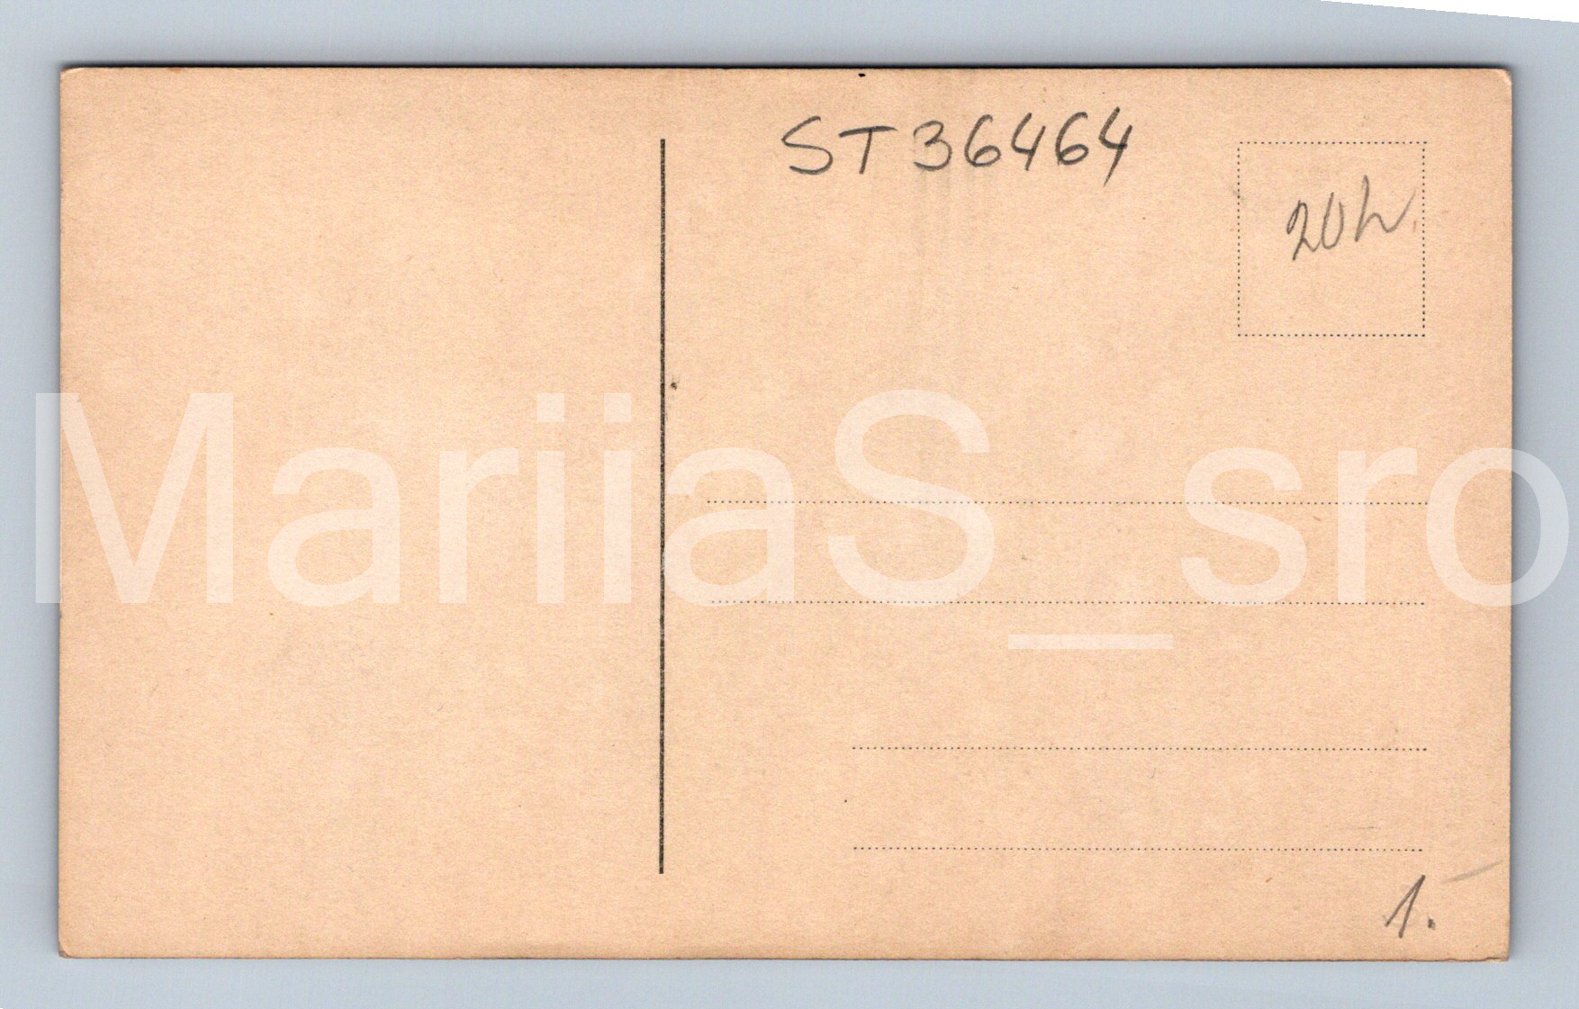 ST36464
20h.
MariiaS_sro
1.-